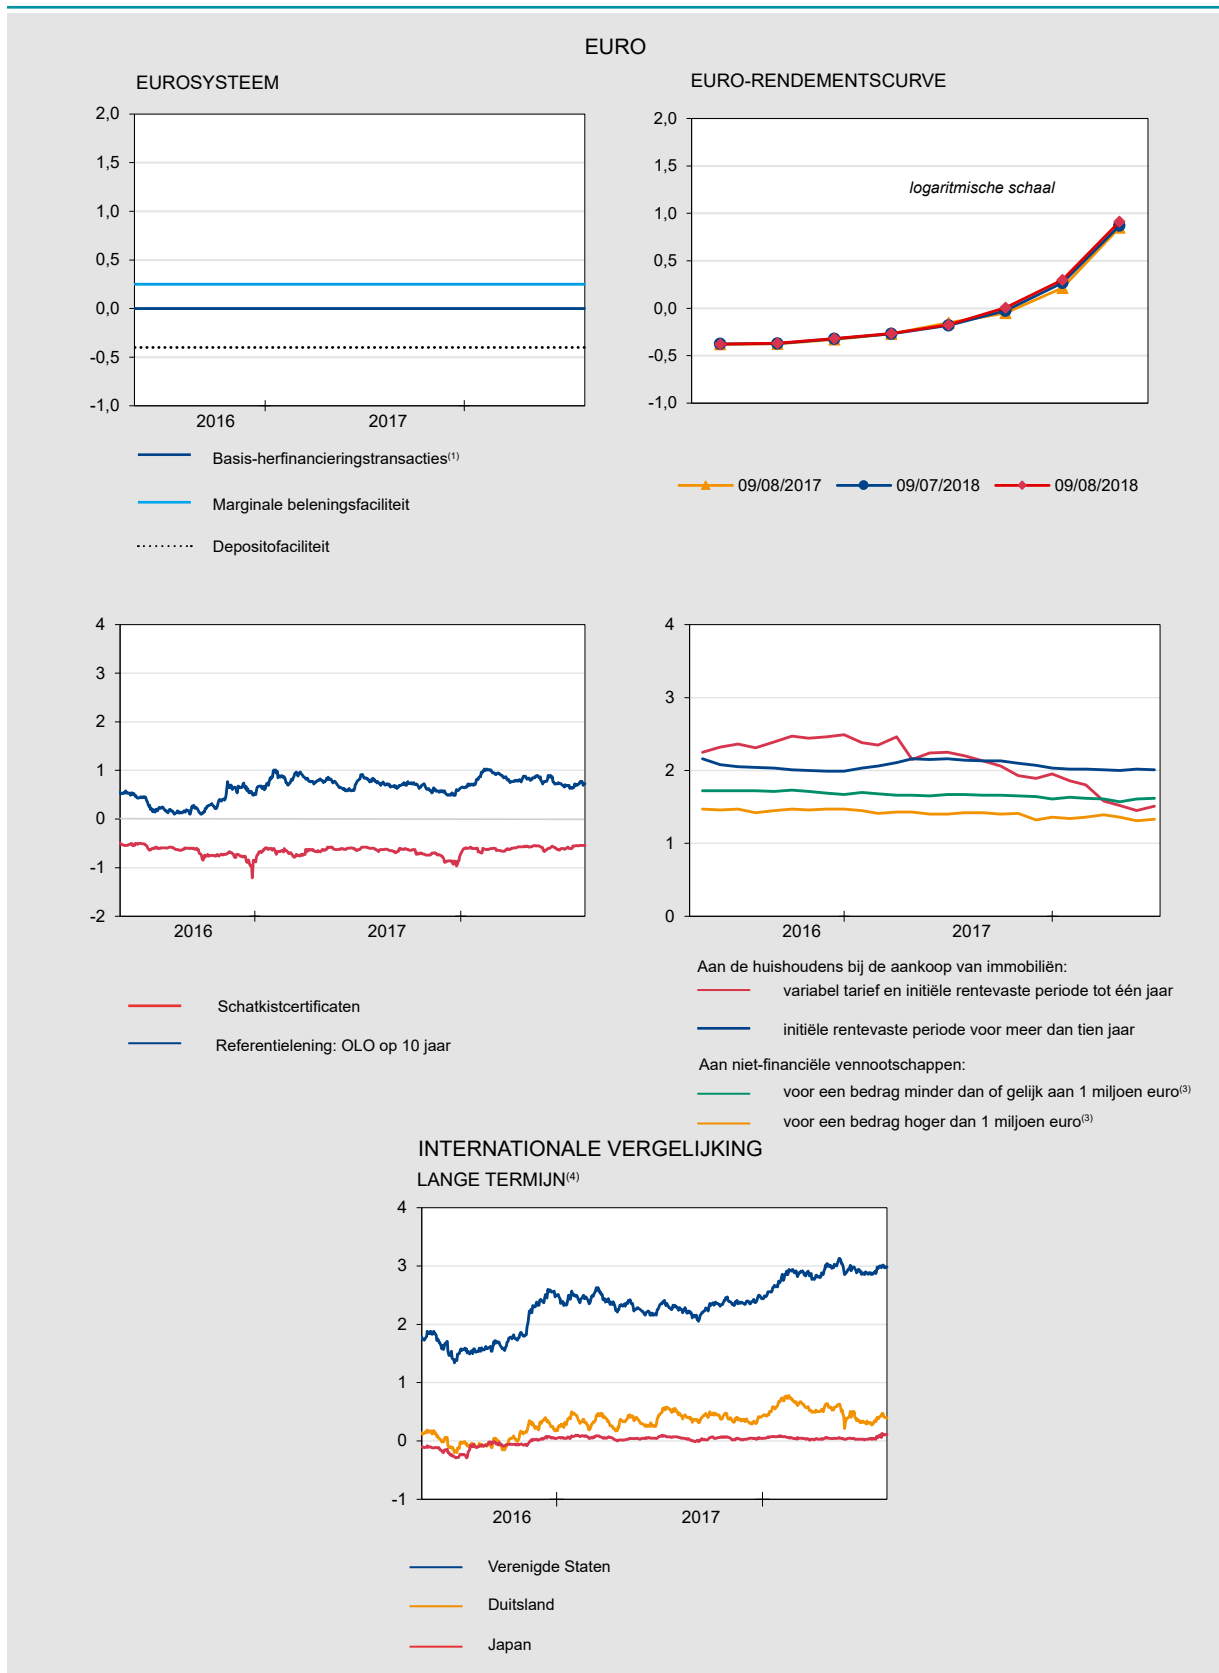 EURO
EUROSYSTEEM
2,0
1,5
1,0
0,5
0,0
-0,5
-1,0
2016 2017
Basis-herfinancieringstransacties(1)
Marginale beleningsfaciliteit
Depositofaciliteit
EURO-RENDEMENTSCURVE
2,0
1,5
1,0
0,5
0,0
-0,5
-1,0
logaritmische schaal
09/08/2017 09/07/2018 09/08/2018
4
3
2
1
0
-1
-2
2016 2017
Schatkistcertificaten
Referentielening: OLO op 10 jaar
4
3
2
1
0
2016 2017
Aan de huishoudens bij de aankoop van immobiliën:
variabel tarief en initiële rentevaste periode tot één jaar
initiële rentevaste periode voor meer dan tien jaar
Aan niet-financiële vennootschappen:
voor een bedrag minder dan of gelijk aan 1 miljoen euro(3)
voor een bedrag hoger dan 1 miljoen euro(3)
INTERNATIONALE VERGELIJKING
LANGE TERMIJN(4)
4
3
2
1
0
-1
2016 2017
Verenigde Staten
Duitsland
Japan